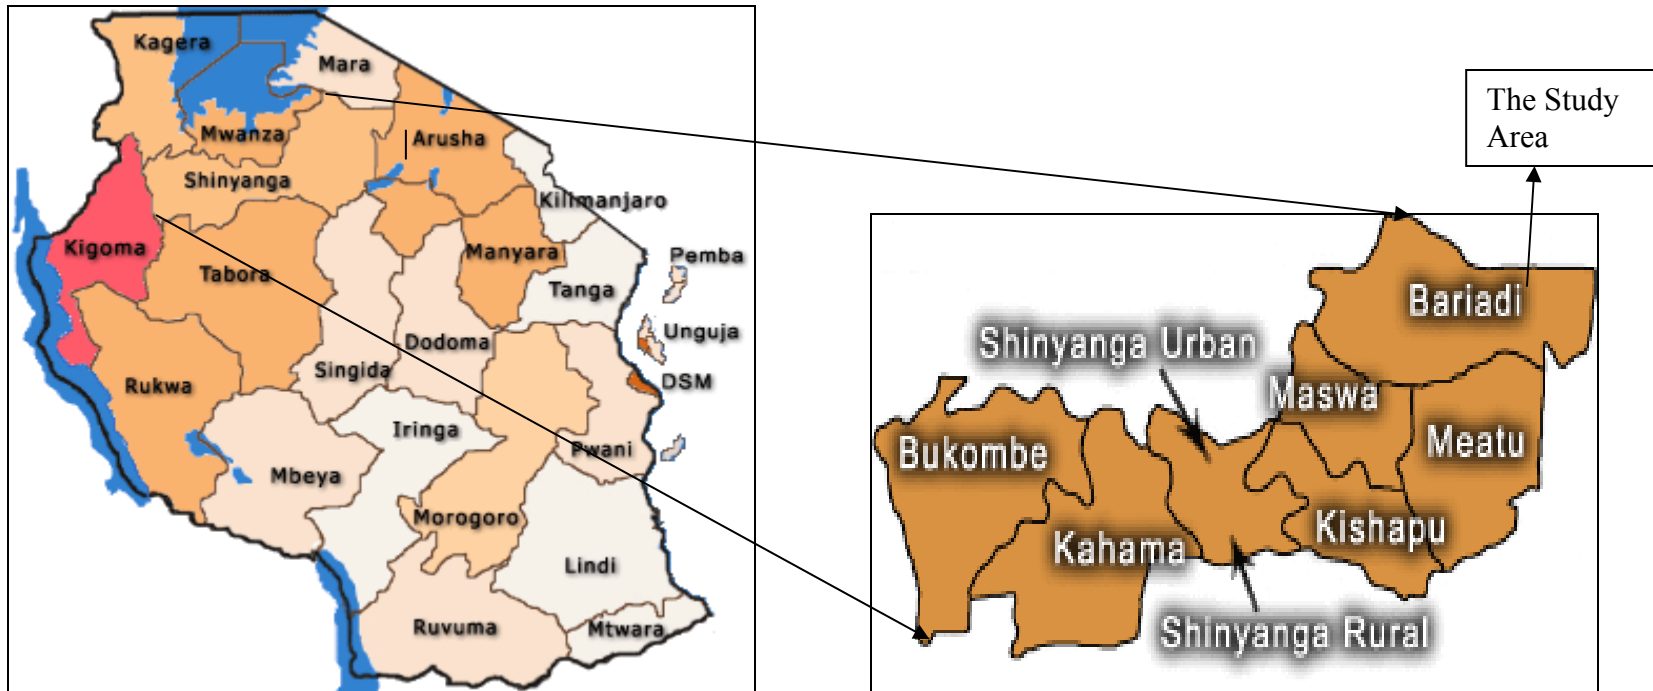 Kagera
Mara
Mwanza
Arusha
Shinyanga
Kilimanjaro
Kigoma
Tabora
Manyara
Pemba
Tanga
Unguja
Dodoma
Singida
DSM
Rukwa
Iringa
Pwani
Mbeya
Morogoro
Lindi
Ruvuma
Mtwara
The Study
Area
Bariadi
Shinyanga Urban
Maswa
Bukombe
Meatu
Kishapu
Kahama
Shinyanga Rural